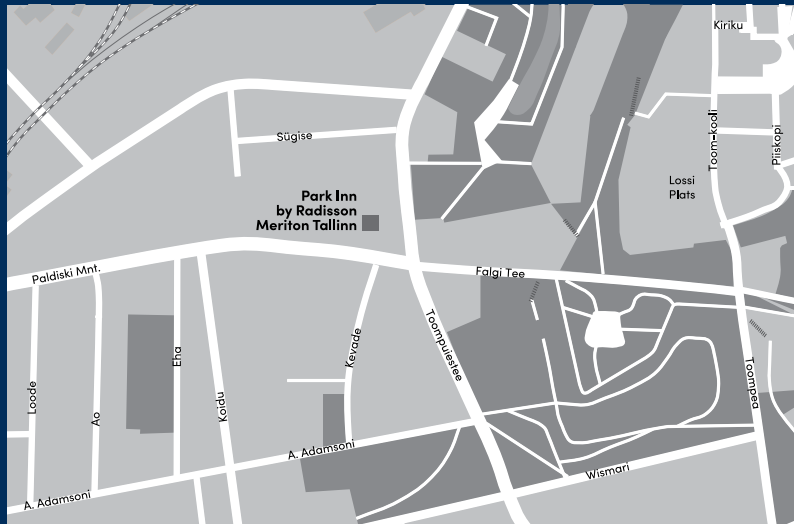 Kiriku
Sügise
Toom-kooli
Piiskopi
Lossi
Plats
Park Inn
by Radisson
Meriton Tallinn
Paldiski Mnt.
Falgi Tee
Toompuiestee
Kevade
Eha
Koidu
Loode
Ao
Toompea
A. Adamsoni
Wismari
A. Adamsoni